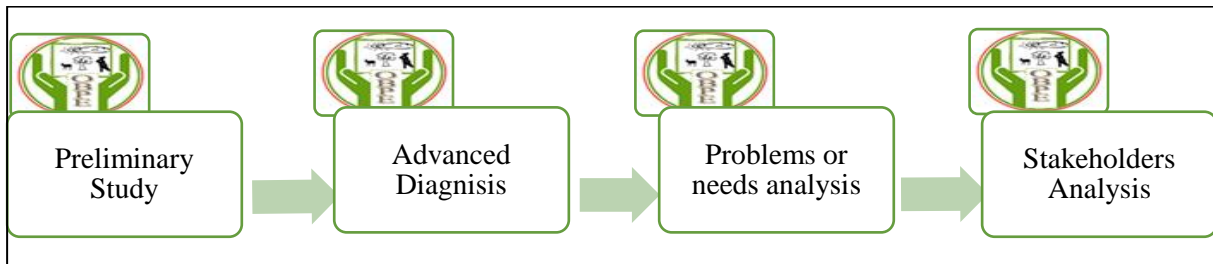 Preliminary
Study
Advanced
Diagnisis
Problems or
needs analysis
Stakeholders
Analysis